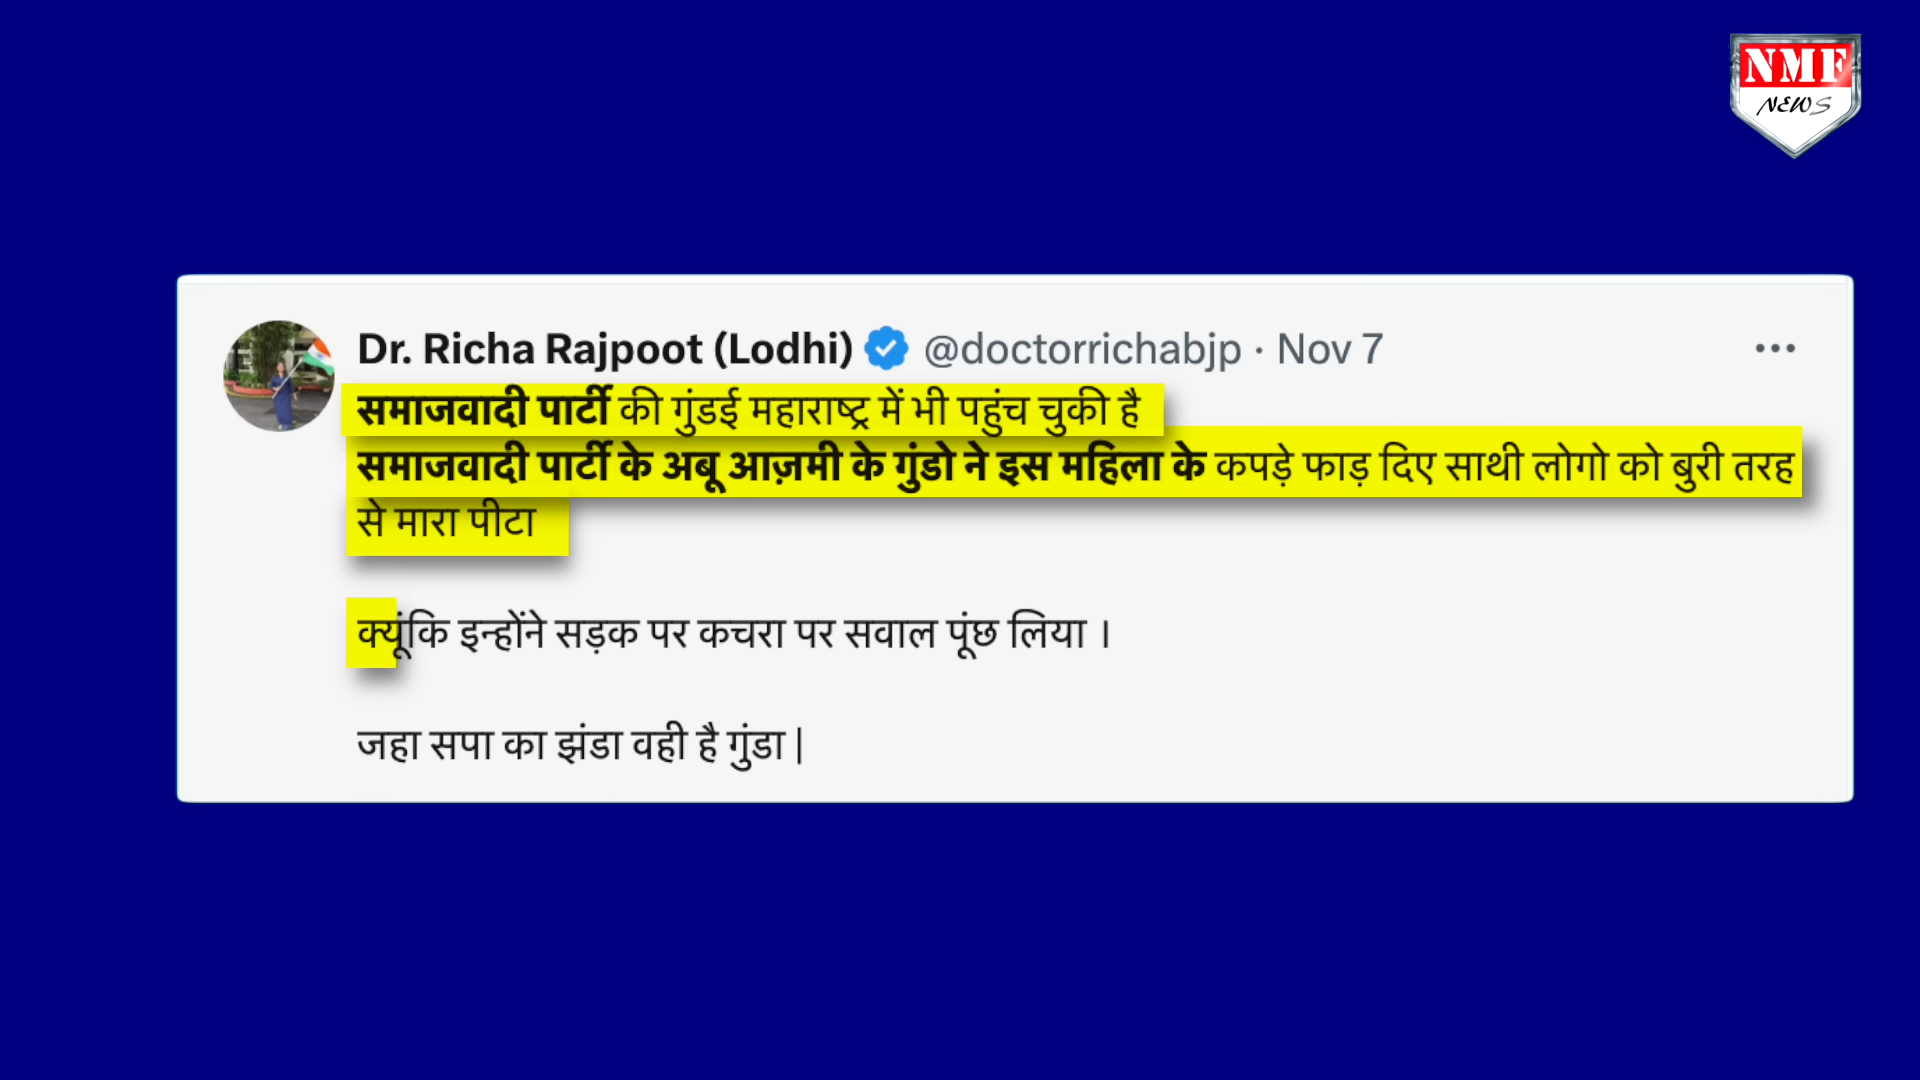 NMF
NEWS
Dr. Richa Rajpoot (Lodhi) @doctorrichabjp · Nov 7
समाजवादी पार्टी की गुंडई महाराष्ट्र में भी पहुंच चुकी है
समाजवादी पार्टी के अबू आज़मी के गुंडो ने इस महिला के कपड़े फाड़ दिए साथी लोगो को बुरी तरह
से मारा पीटा
क्यूंकि इन्होंने सड़क पर कचरा पर सवाल पूंछ लिया ।
जहा सपा का झंडा वही है गुंडा|